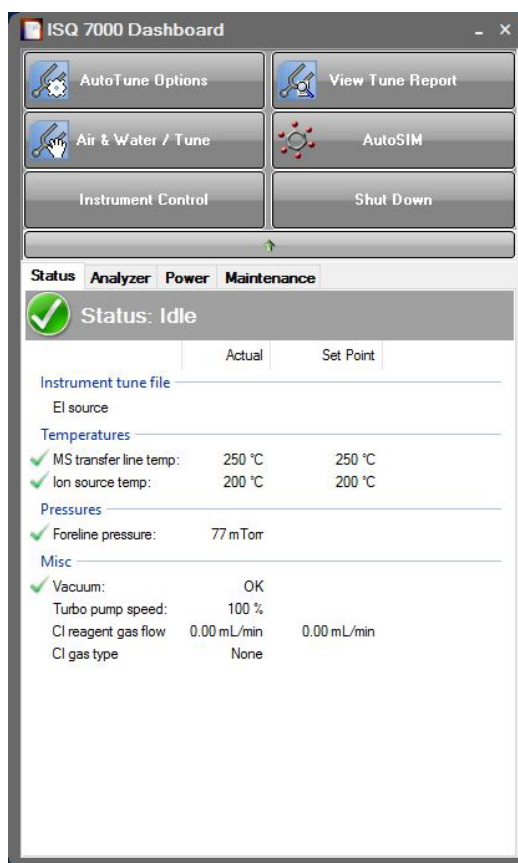 ISQ 7000 Dashboard
AutoTune Options
View Tune Report
Air & Water / Tune
AutoSIM
Instrument Control
Shut Down
Status Analyzer Power Maintenance
Status: Idle
Actual Set Point
Instrument tune file
EI source
Temperatures
MS transfer line temp: 250 °C 250 °C
Ion source temp: 200 °C 200 °C
Pressures
Foreline pressure: 77 mTorr
Misc
Vacuum: OK
Turbo pump speed: 100 %
CI reagent gas flow 0.00 mL/min 0.00 mL/min
CI gas type None